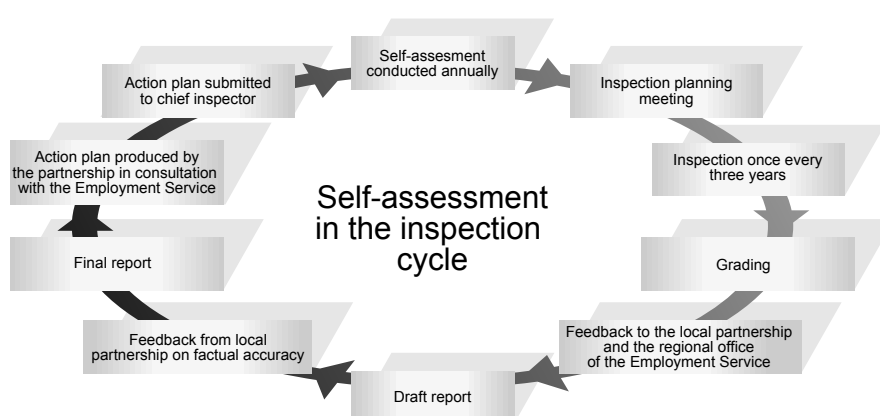 Self-assesment
conducted annually
Inspection planning
meeting
Inspection once every
three years
Grading
Feedback to the local partnership
and the regional office
of the Employment Service
Draft report
Feedback from local
partnership on factual accuracy
Final report
Action plan produced by
the partnership in consultation
with the Employment Service
Action plan submitted
to chief inspector
Self-assessment
in the inspection
cycle